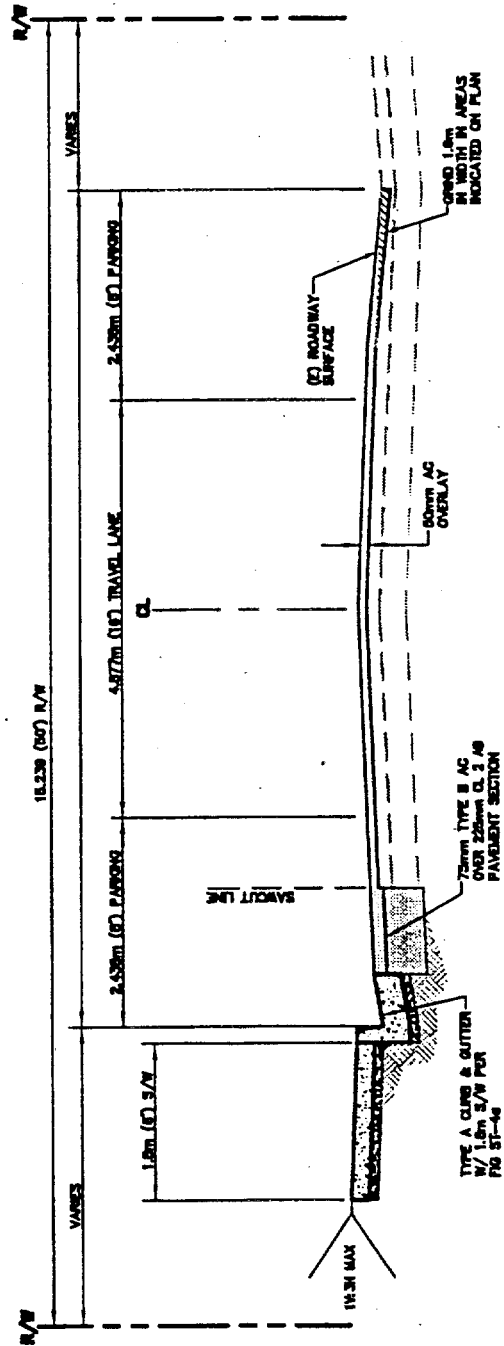 R/W
R/W
15.239 (50') R/W
VARIES
VARIES
2.438m (8') PARKING
4.877m (16') TRAVEL LANE
2.438m (8') PARKING
1.8m (6') S/W
SAWCUT LINE
CL
(E) ROADWAY
SURFACE
1V:3H MAX
TYPE A CURB & GUTTER
W/ 1.8m S/W PER
FIG ST-4a
75mm TYPE B AC
OVER 225mm CL 2 AB
PAVEMENT SECTION
50mm AC
OVERLAY
GRIND 1.8m
IN WIDTH IN AREAS
INDICATED ON PLAN